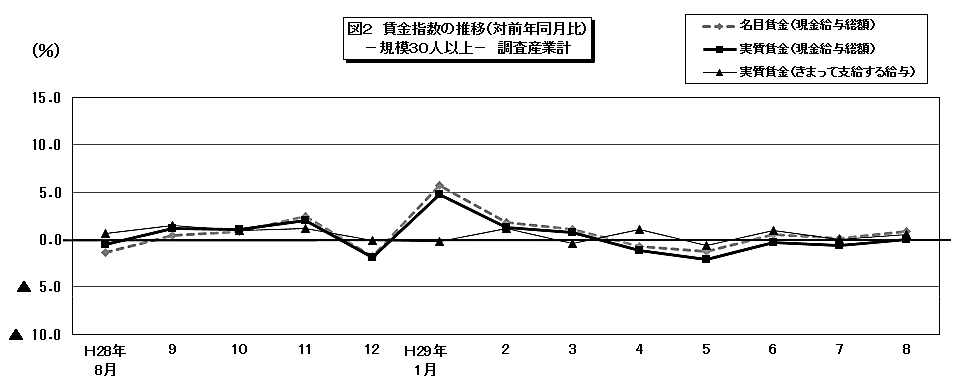 図2 賃金指数の推移(対前年同月比)
－規模30人以上－ 調査産業計
名目賃金(現金給与総額)
実質賃金(現金給与総額)
実質賃金(きまって支給する給与)
(%)
15.0
10.0
5.0
0.0
▲ 5.0
▲ 10.0
H28年 9 10 11 12 H29年 2 3 4 5 6 7 8
8月 1月